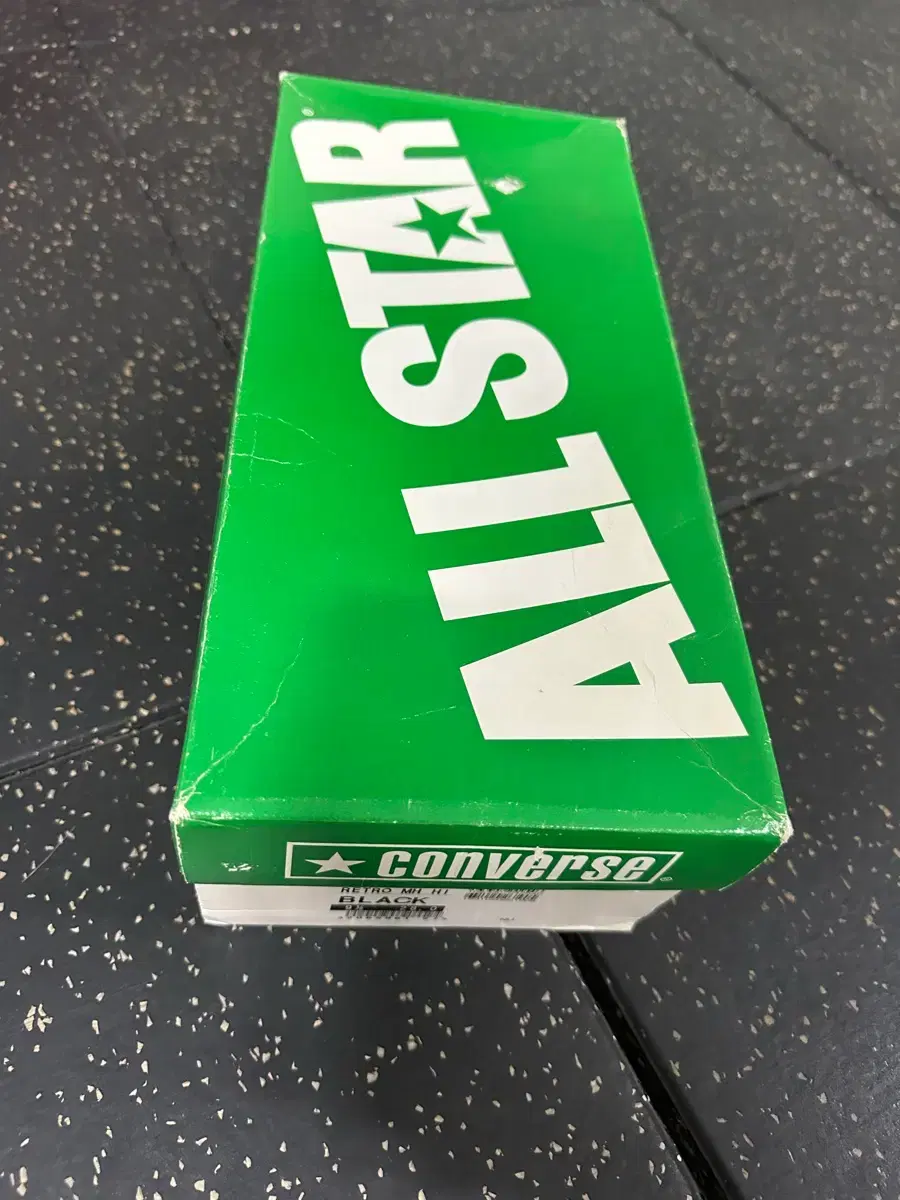 ALL STAR
®
converse
®
RETRO MH HI
BLACK